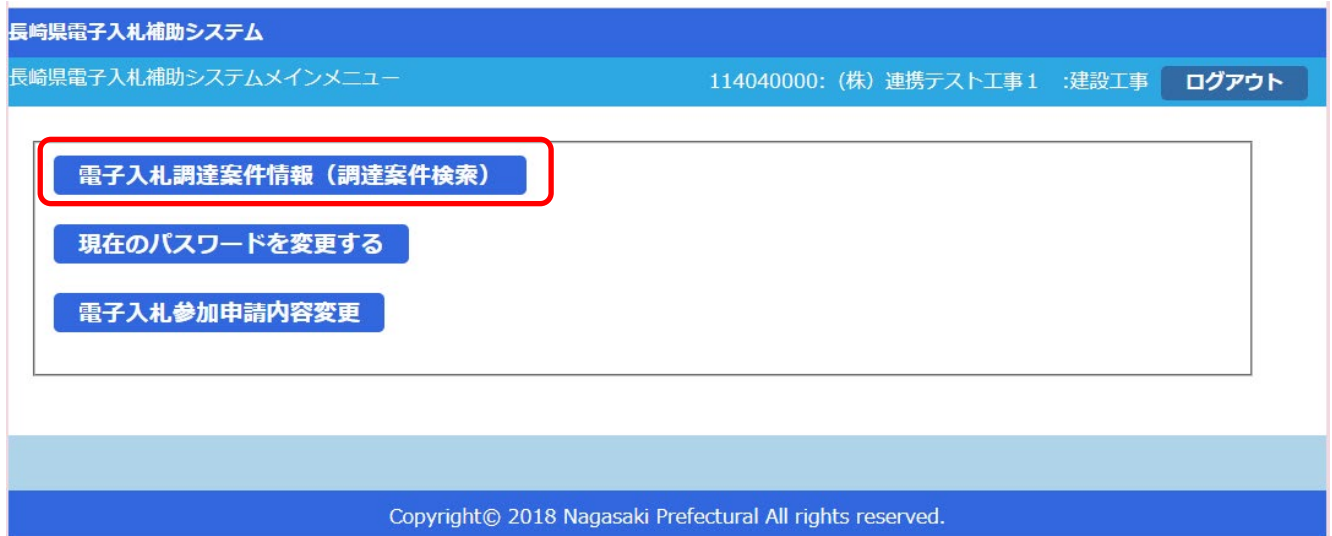 長崎県電子入札補助システム
長崎県電子入札補助システムメインメニュー 114040000:（株）連携テスト工事１ :建設工事 ログアウト
電子入札調達案件情報（調達案件検索）
現在のパスワードを変更する
電子入札参加申請内容変更
Copyright© 2018 Nagasaki Prefectural All rights reserved.